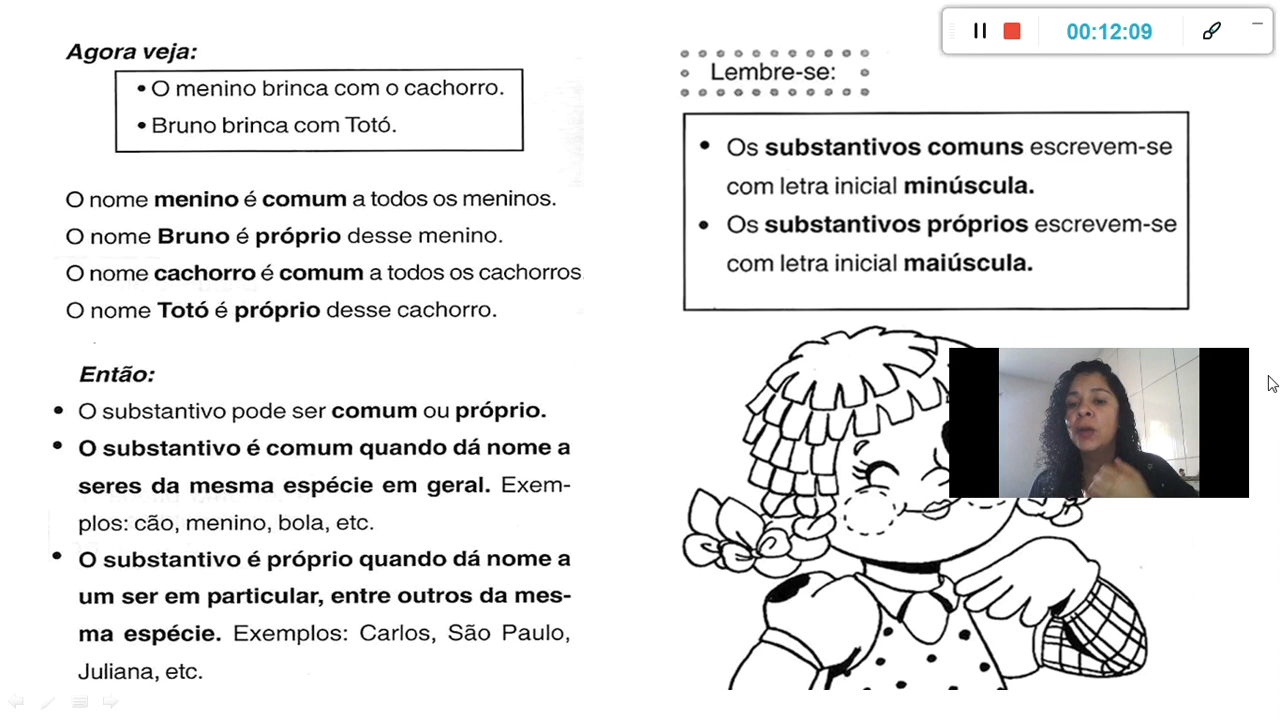 Agora veja:
• O menino brinca com o cachorro.
• Bruno brinca com Totó.
O nome menino é comum a todos os meninos.
O nome Bruno é próprio desse menino.
O nome cachorro é comum a todos os cachorros
O nome Totó é próprio desse cachorro.
Então:
• O substantivo pode ser comum ou próprio.
• O substantivo é comum quando dá nome a
seres da mesma espécie em geral. Exem-
plos: cão, menino, bola, etc.
• O substantivo é próprio quando dá nome a
um ser em particular, entre outros da mes-
ma espécie. Exemplos: Carlos, São Paulo,
Juliana, etc.
00:12:09
Lembre-se:
• Os substantivos comuns escrevem-se
com letra inicial minúscula.
• Os substantivos próprios escrevem-se
com letra inicial maiúscula.